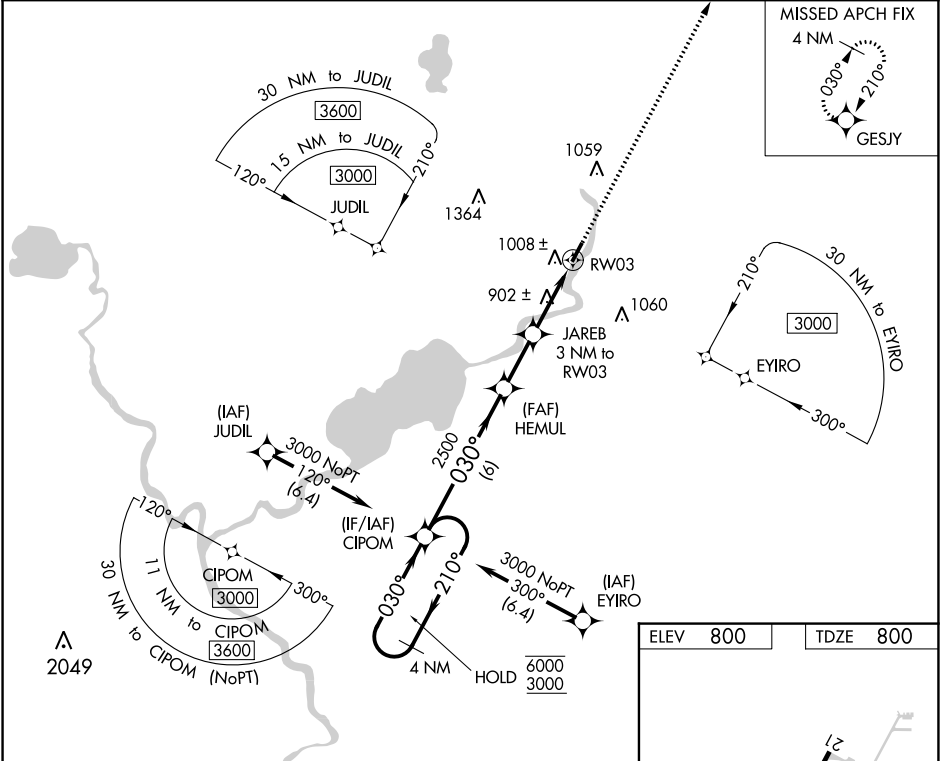 MISSED APCH FIX
4 NM
030°
210°
GESJY
30 NM to JUDIL
3600
15 NM to JUDIL
3000
120°
210°
JUDIL
1059
1364
1008 ±
RW03
902 ±
1060
JAREB
3 NM to
RW03
210°
30 NM to EYIRO
3000
EYIRO
300°
(FAF)
HEMUL
(IAF)
JUDIL
3000 NoPT
120°
(6.4)
2500
030°
(6)
(IF/IAF)
CIPOM
120°
CIPOM
3000
300°
11 NM to CIPOM
3600
30 NM to CIPOM (NoPT)
030°
210°
4 NM
HOLD
6000
3000
3000 NoPT
300°
(6.4)
(IAF)
EYIRO
2049
ELEV 800
TDZE 800
21